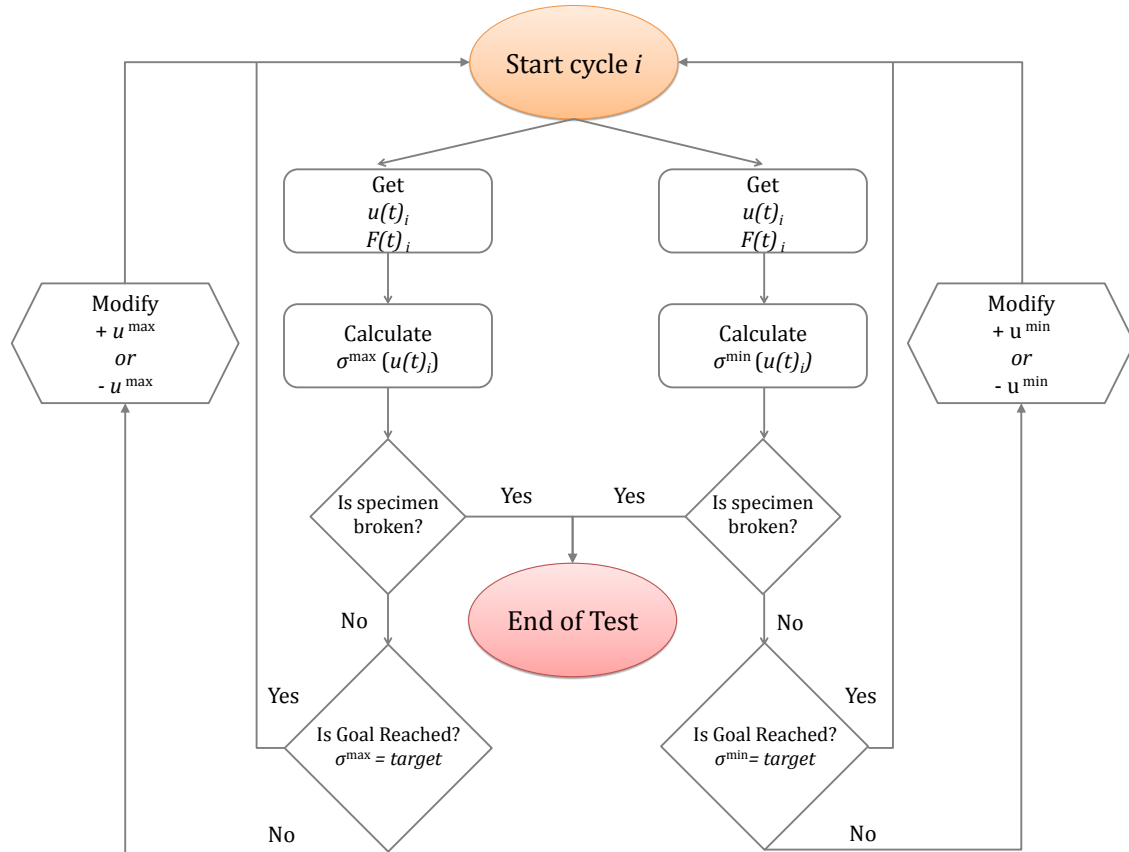 Start cycle i
Get
u(t)i
F(t) i
Get
u(t)i
F(t) i
Modify
+ u max
or
- u max
Calculate
σmax (u(t)i)
Calculate
σmin (u(t)i)
Modify
+ u min
or
- u min
Is specimen
broken?
Yes
Yes
Is specimen
broken?
End of Test
No
No
Yes
Is Goal Reached?
σmax = target
Is Goal Reached?
σmin= target
Yes
No
No